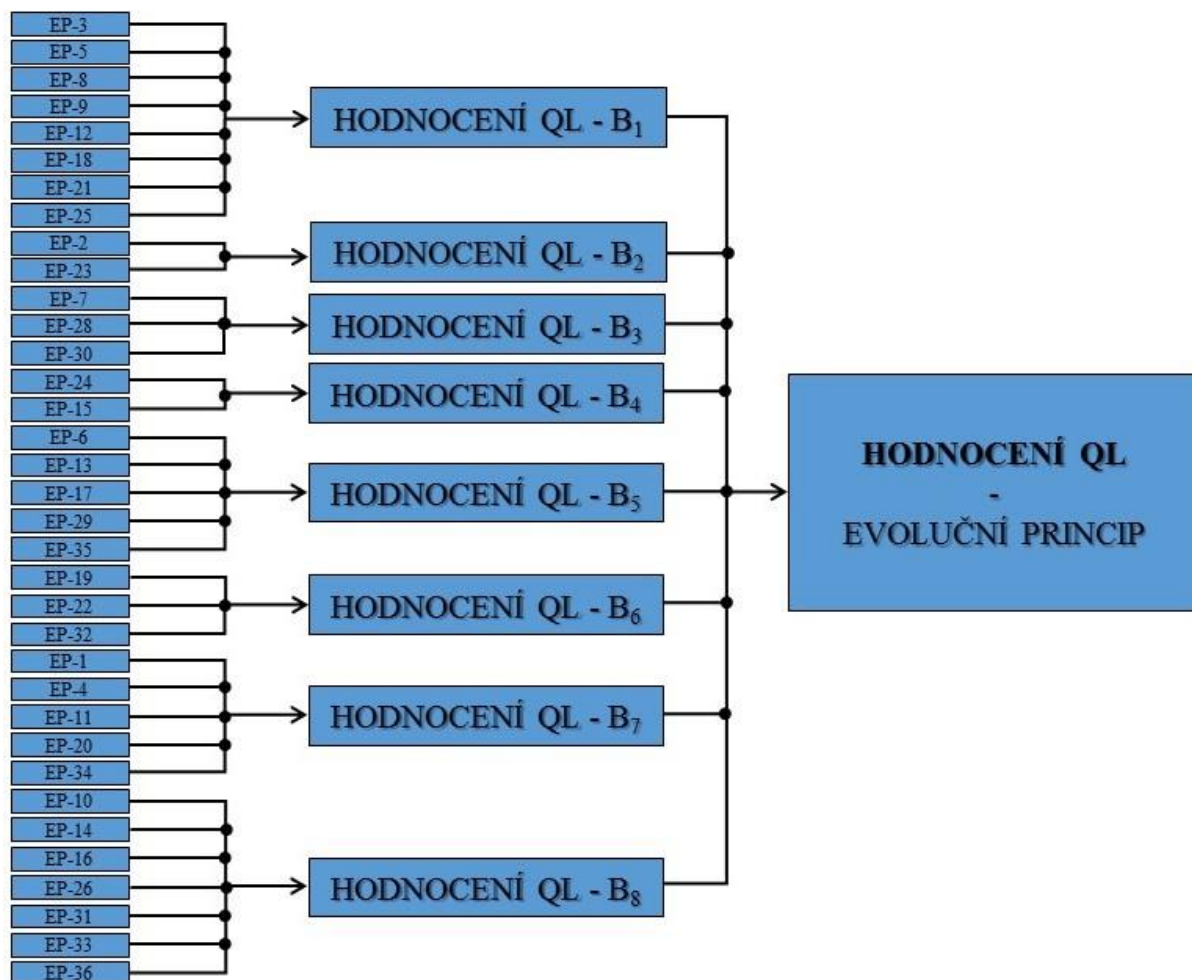 EP-3
EP-5
EP-8
EP-9
EP-12
EP-18
EP-21
EP-25
EP-2
EP-23
EP-7
EP-28
EP-30
EP-24
EP-15
EP-6
EP-13
EP-17
EP-29
EP-35
EP-19
EP-22
EP-32
EP-1
EP-4
EP-11
EP-20
EP-34
EP-10
EP-14
EP-16
EP-26
EP-31
EP-33
EP-36
HODNOCENÍ QL - B₁
HODNOCENÍ QL - B₂
HODNOCENÍ QL - B₃
HODNOCENÍ QL - B₄
HODNOCENÍ QL - B₅
HODNOCENÍ QL - B₆
HODNOCENÍ QL - B₇
HODNOCENÍ QL - B₈
HODNOCENÍ QL
-
EVOLUČNÍ PRINCIP